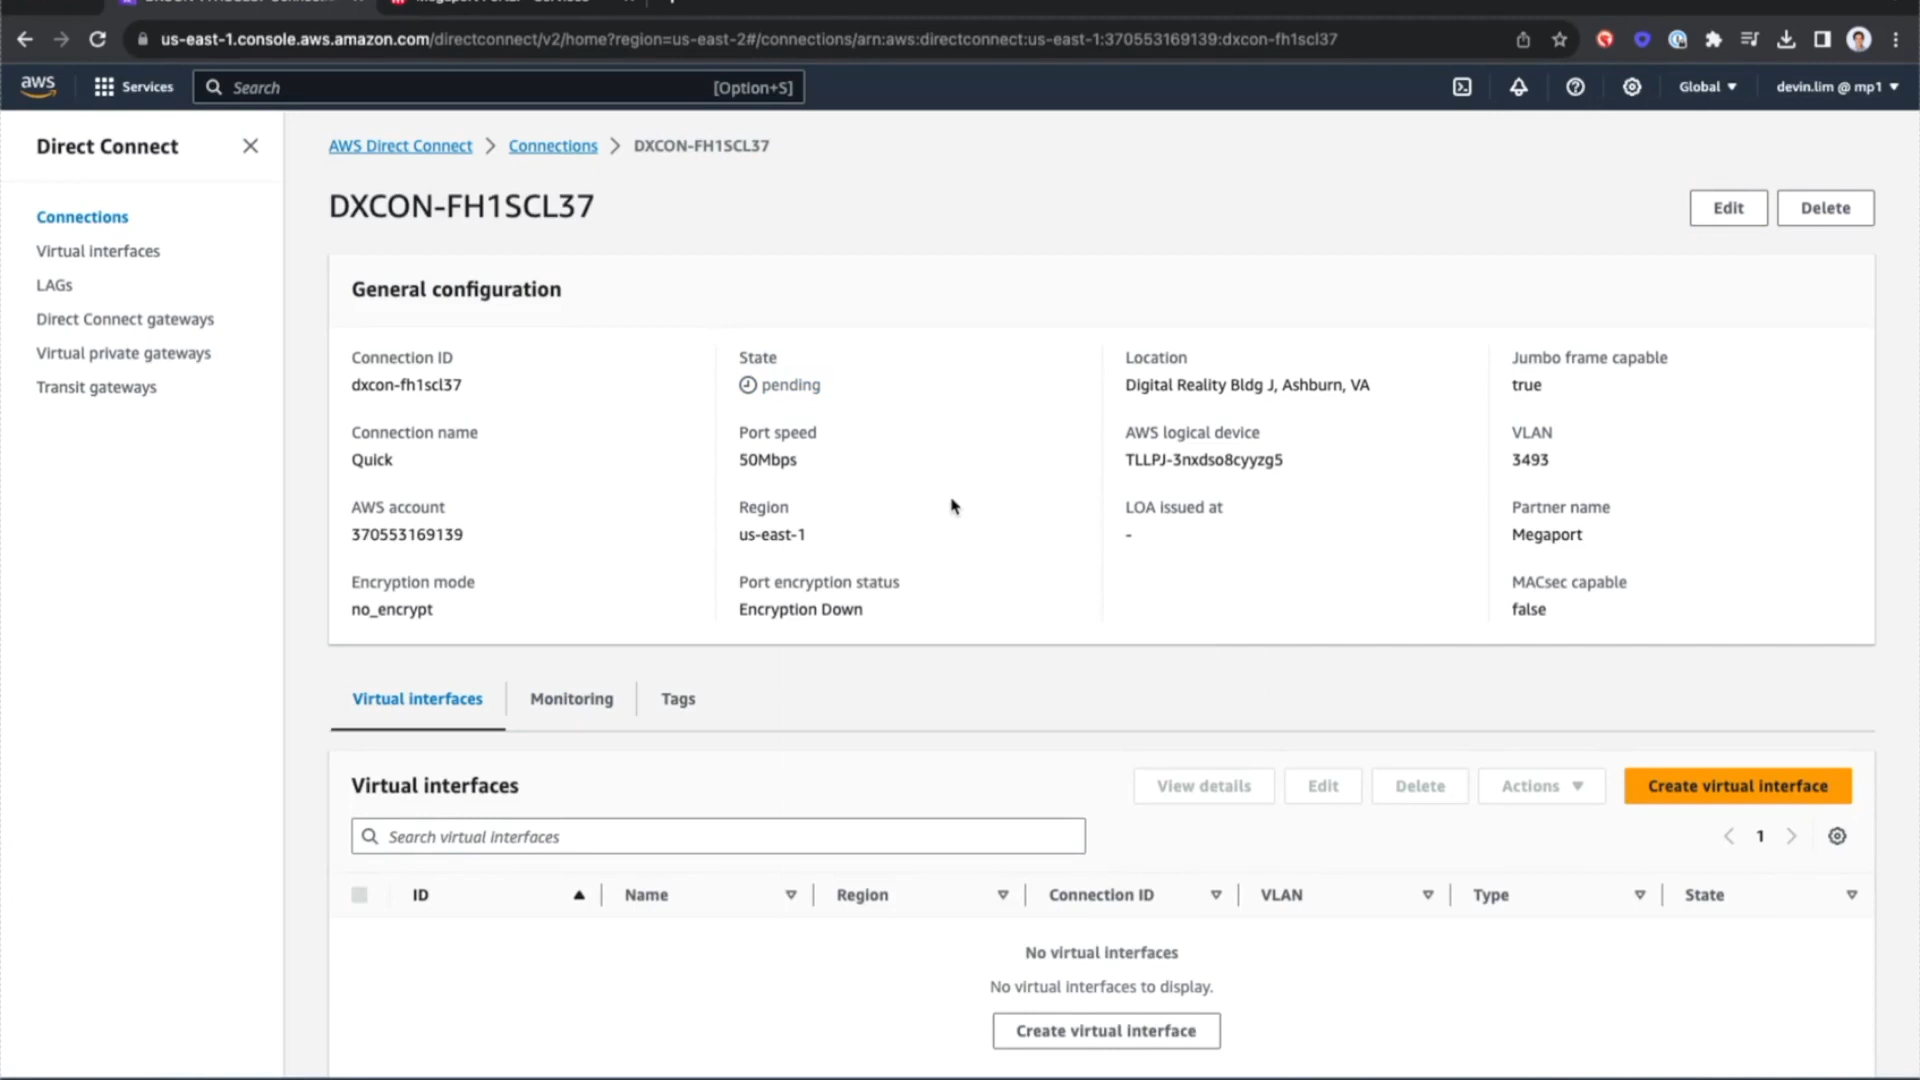 us-east-1.console.aws.amazon.com/directconnect/v2/home?region=us-east-2#/connections/arn:aws:directconnect:us-east-1:370553169139:dxcon-fh1scl37
aws
Services
Search
[Option+S]
Global ▼
devin.lim @ mp1 ▼
Direct Connect
Connections
Virtual interfaces
LAGs
Direct Connect gateways
Virtual private gateways
Transit gateways
AWS Direct Connect > Connections > DXCON-FH1SCL37
DXCON-FH1SCL37
Edit
Delete
General configuration
Connection ID
dxcon-fh1scl37
Connection name
Quick
AWS account
370553169139
Encryption mode
no_encrypt
State
pending
Port speed
50Mbps
Region
us-east-1
Port encryption status
Encryption Down
Location
Digital Reality Bldg J, Ashburn, VA
AWS logical device
TLLPJ-3nxdso8cyyzg5
LOA issued at
-
Jumbo frame capable
true
VLAN
3493
Partner name
Megaport
MACsec capable
false
Virtual interfaces
Monitoring
Tags
Virtual interfaces
View details
Edit
Delete
Actions ▼
Create virtual interface
Search virtual interfaces
1
ID
Name
Region
Connection ID
VLAN
Type
State
No virtual interfaces
No virtual interfaces to display.
Create virtual interface